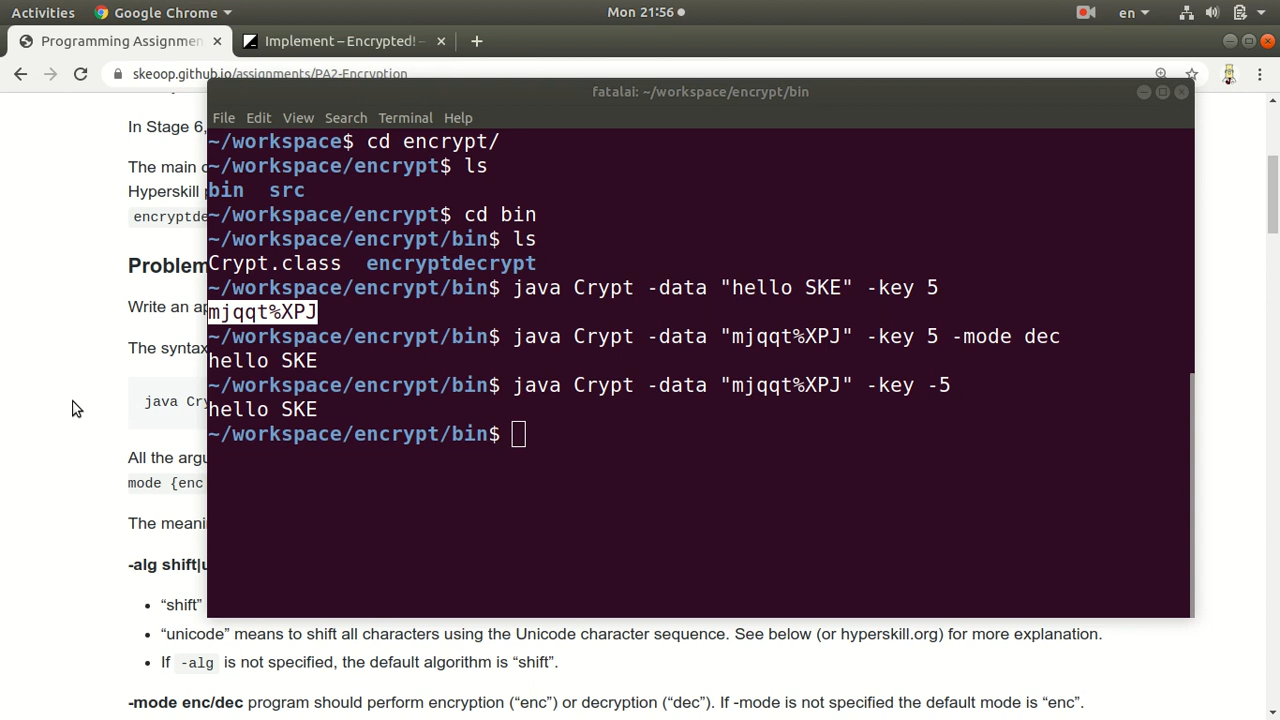 Activities Google Chrome Mon 21:56 en
Programming Assignmen Implement – Encrypted! –
skeoop.github.io/assignments/PA2-Encryption
fatalai: ~/workspace/encrypt/bin
File Edit View Search Terminal Help
~/workspace$ cd encrypt/
~/workspace/encrypt$ ls
bin src
~/workspace/encrypt$ cd bin
~/workspace/encrypt/bin$ ls
Crypt.class encryptdecrypt
~/workspace/encrypt/bin$ java Crypt -data "hello SKE" -key 5
mjqqt%XPJ
~/workspace/encrypt/bin$ java Crypt -data "mjqqt%XPJ" -key 5 -mode dec
hello SKE
~/workspace/encrypt/bin$ java Crypt -data "mjqqt%XPJ" -key -5
hello SKE
~/workspace/encrypt/bin$
In Stage 6,
The main c
Hyperskill p
encryptde
Problem
Write an ap
The syntax
java Cry
All the argu
mode {enc
The meanin
-alg shift|u
• “shift”
• “unicode” means to shift all characters using the Unicode character sequence. See below (or hyperskill.org) for more explanation.
• If -alg is not specified, the default algorithm is “shift”.
-mode enc/dec program should perform encryption (“enc”) or decryption (“dec”). If -mode is not specified the default mode is “enc”.